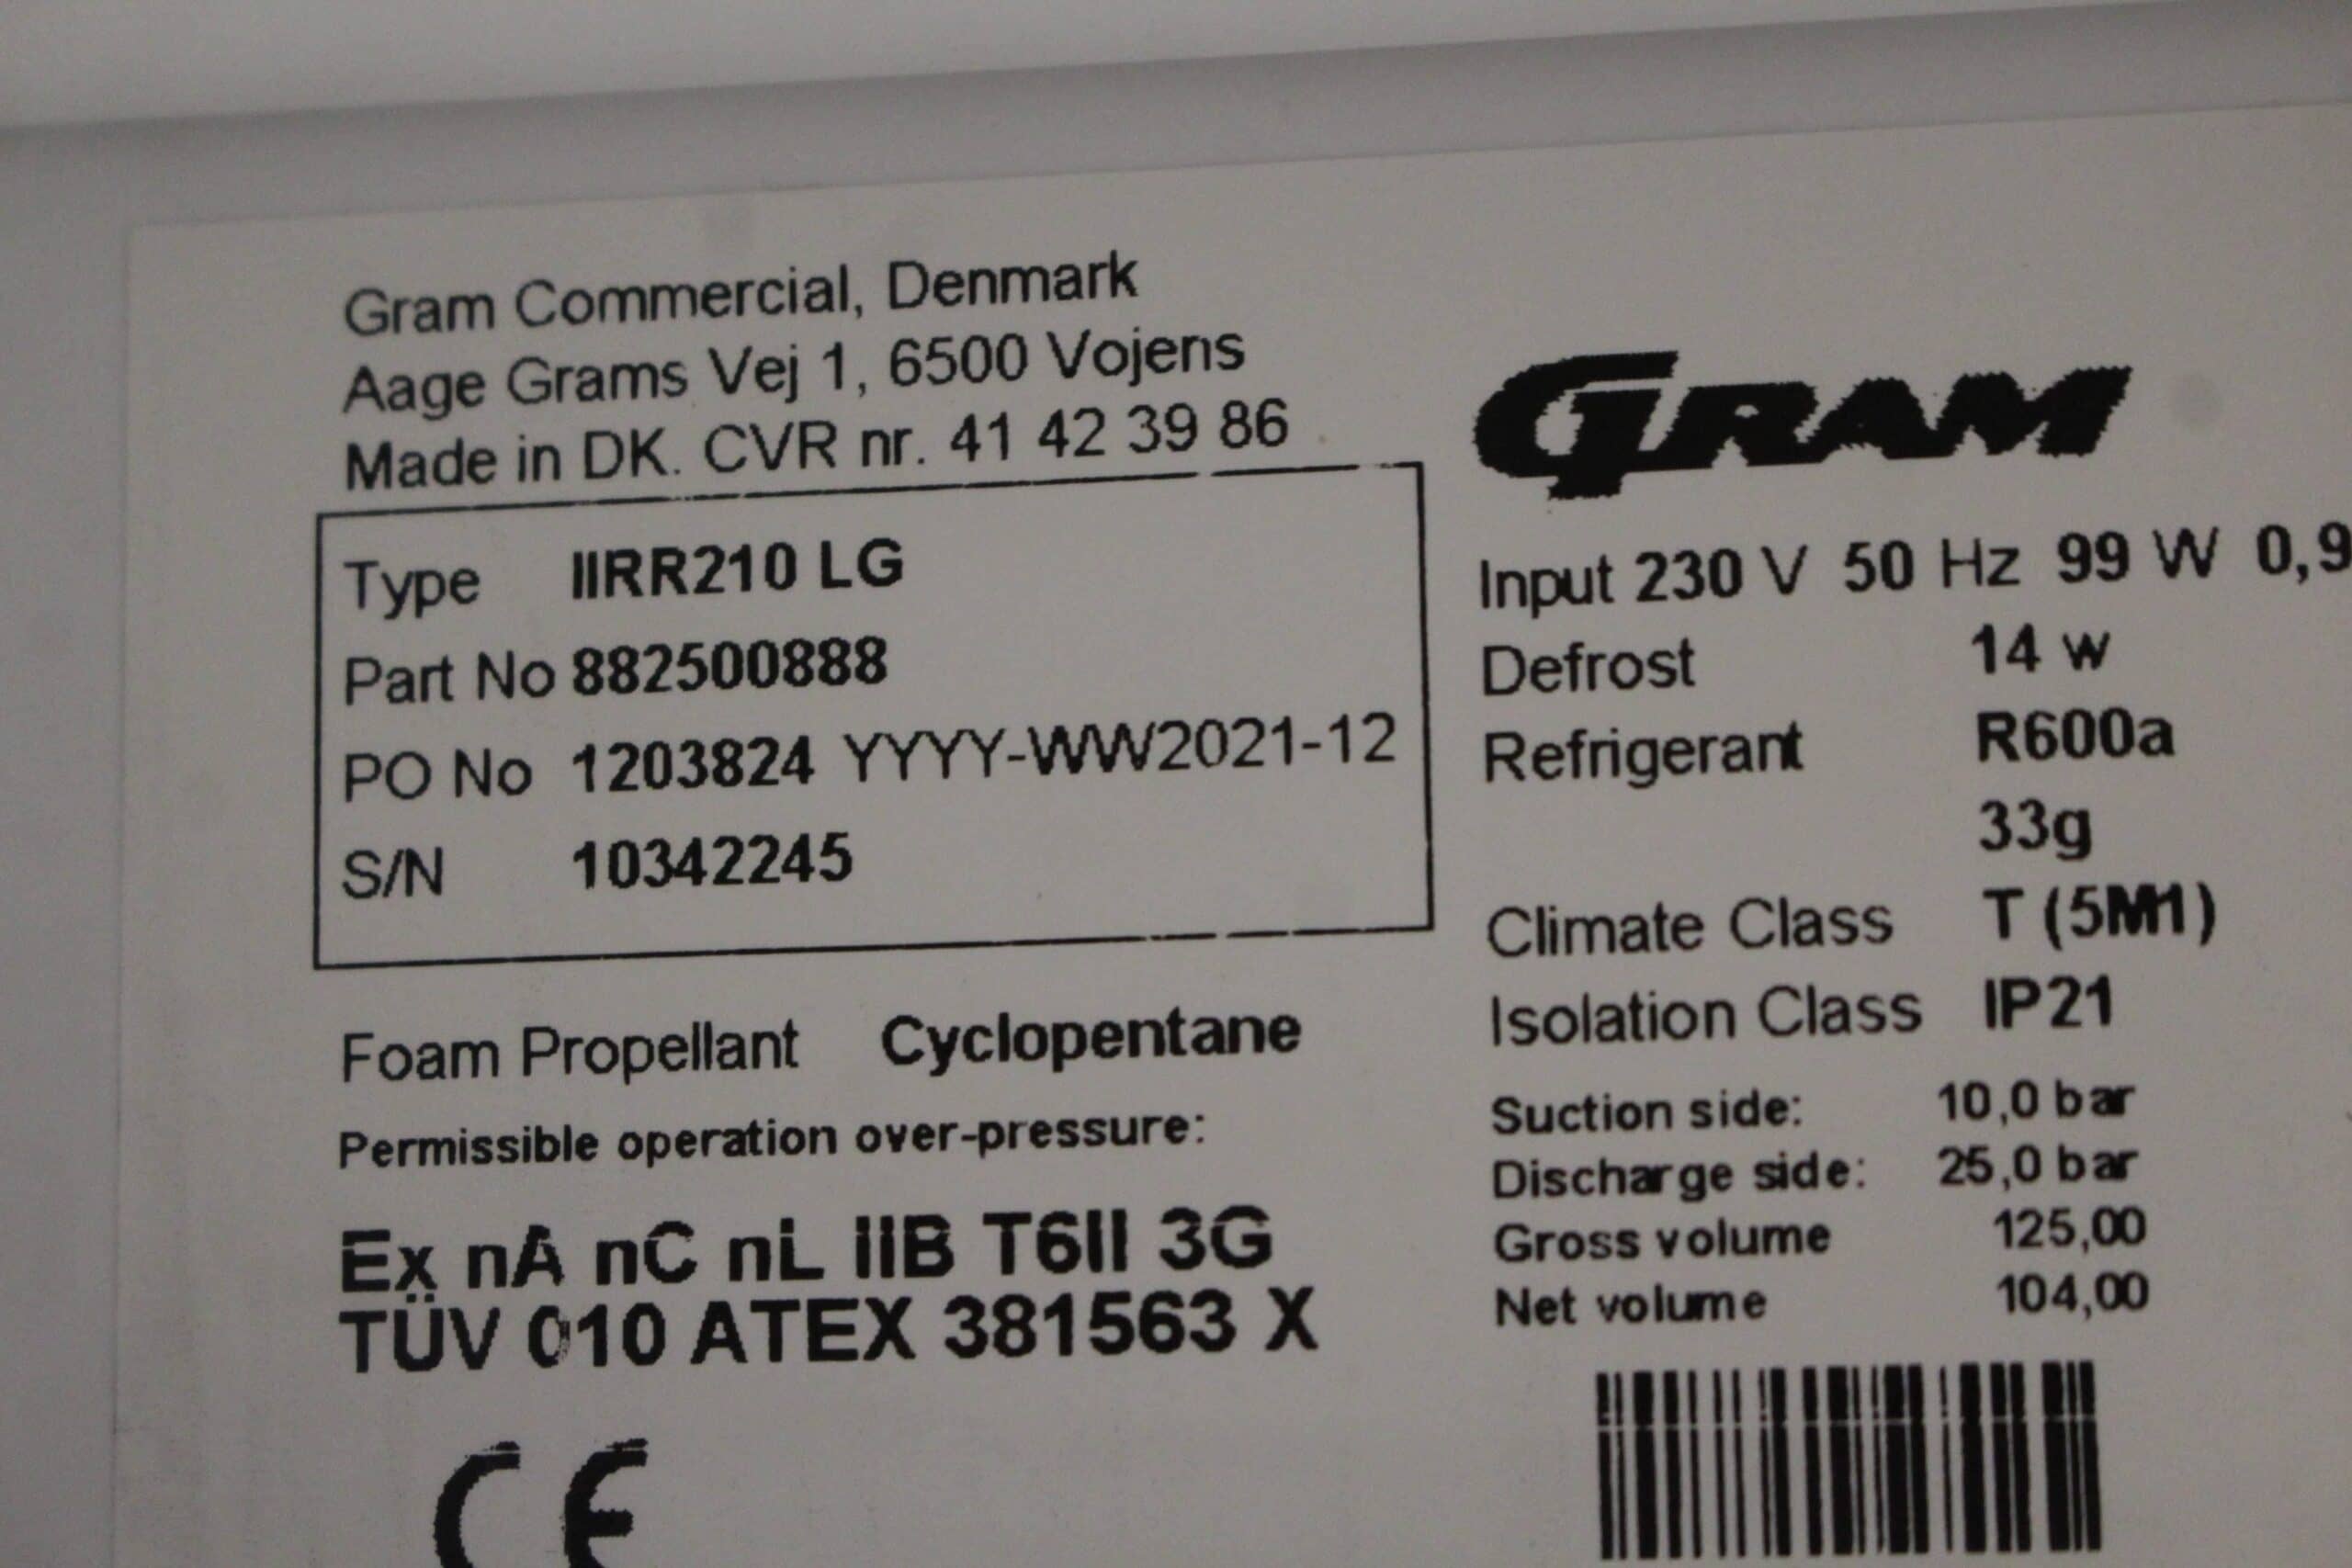 Gram Commercial, Denmark
Aage Grams Vej 1, 6500 Vojens
Made in DK. CVR nr. 41 42 39 86
Type IIRR210 LG
Part No 882500888
PO No 1203824 YYYY-WW2021-12
S/N 10342245
Foam Propellant Cyclopentane
Permissible operation over-pressure:
Ex nA nC nL IIB T6II 3G
TÜV 010 ATEX 381563 X
CE
GRAM
Input 230 V 50 Hz 99 W 0,9
Defrost 14 w
Refrigerant R600a
33g
Climate Class T (5M1)
Isolation Class IP21
Suction side: 10,0 bar
Discharge side: 25,0 bar
Gross volume 125,00
Net volume 104,00